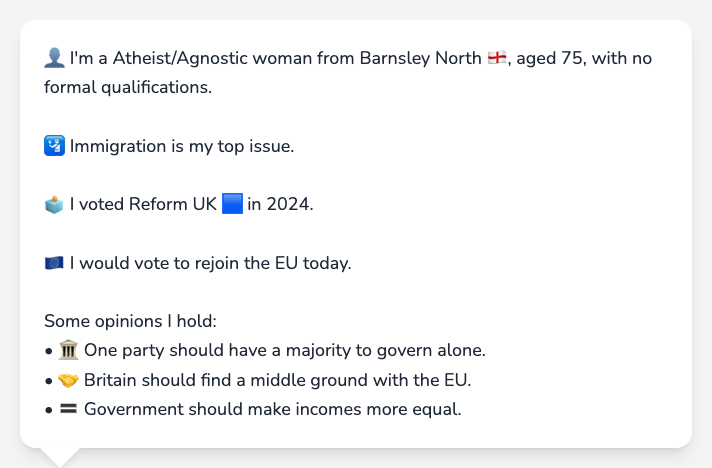 👤 I'm a Atheist/Agnostic woman from Barnsley North 🏴󠁧󠁢󠁥󠁮󠁧󠁿, aged 75, with no
formal qualifications.
🛂 Immigration is my top issue.
🗳️ I voted Reform UK 🟦 in 2024.
🇪🇺 I would vote to rejoin the EU today.
Some opinions I hold:
• 🏛️ One party should have a majority to govern alone.
• 🤝 Britain should find a middle ground with the EU.
• 🟰 Government should make incomes more equal.